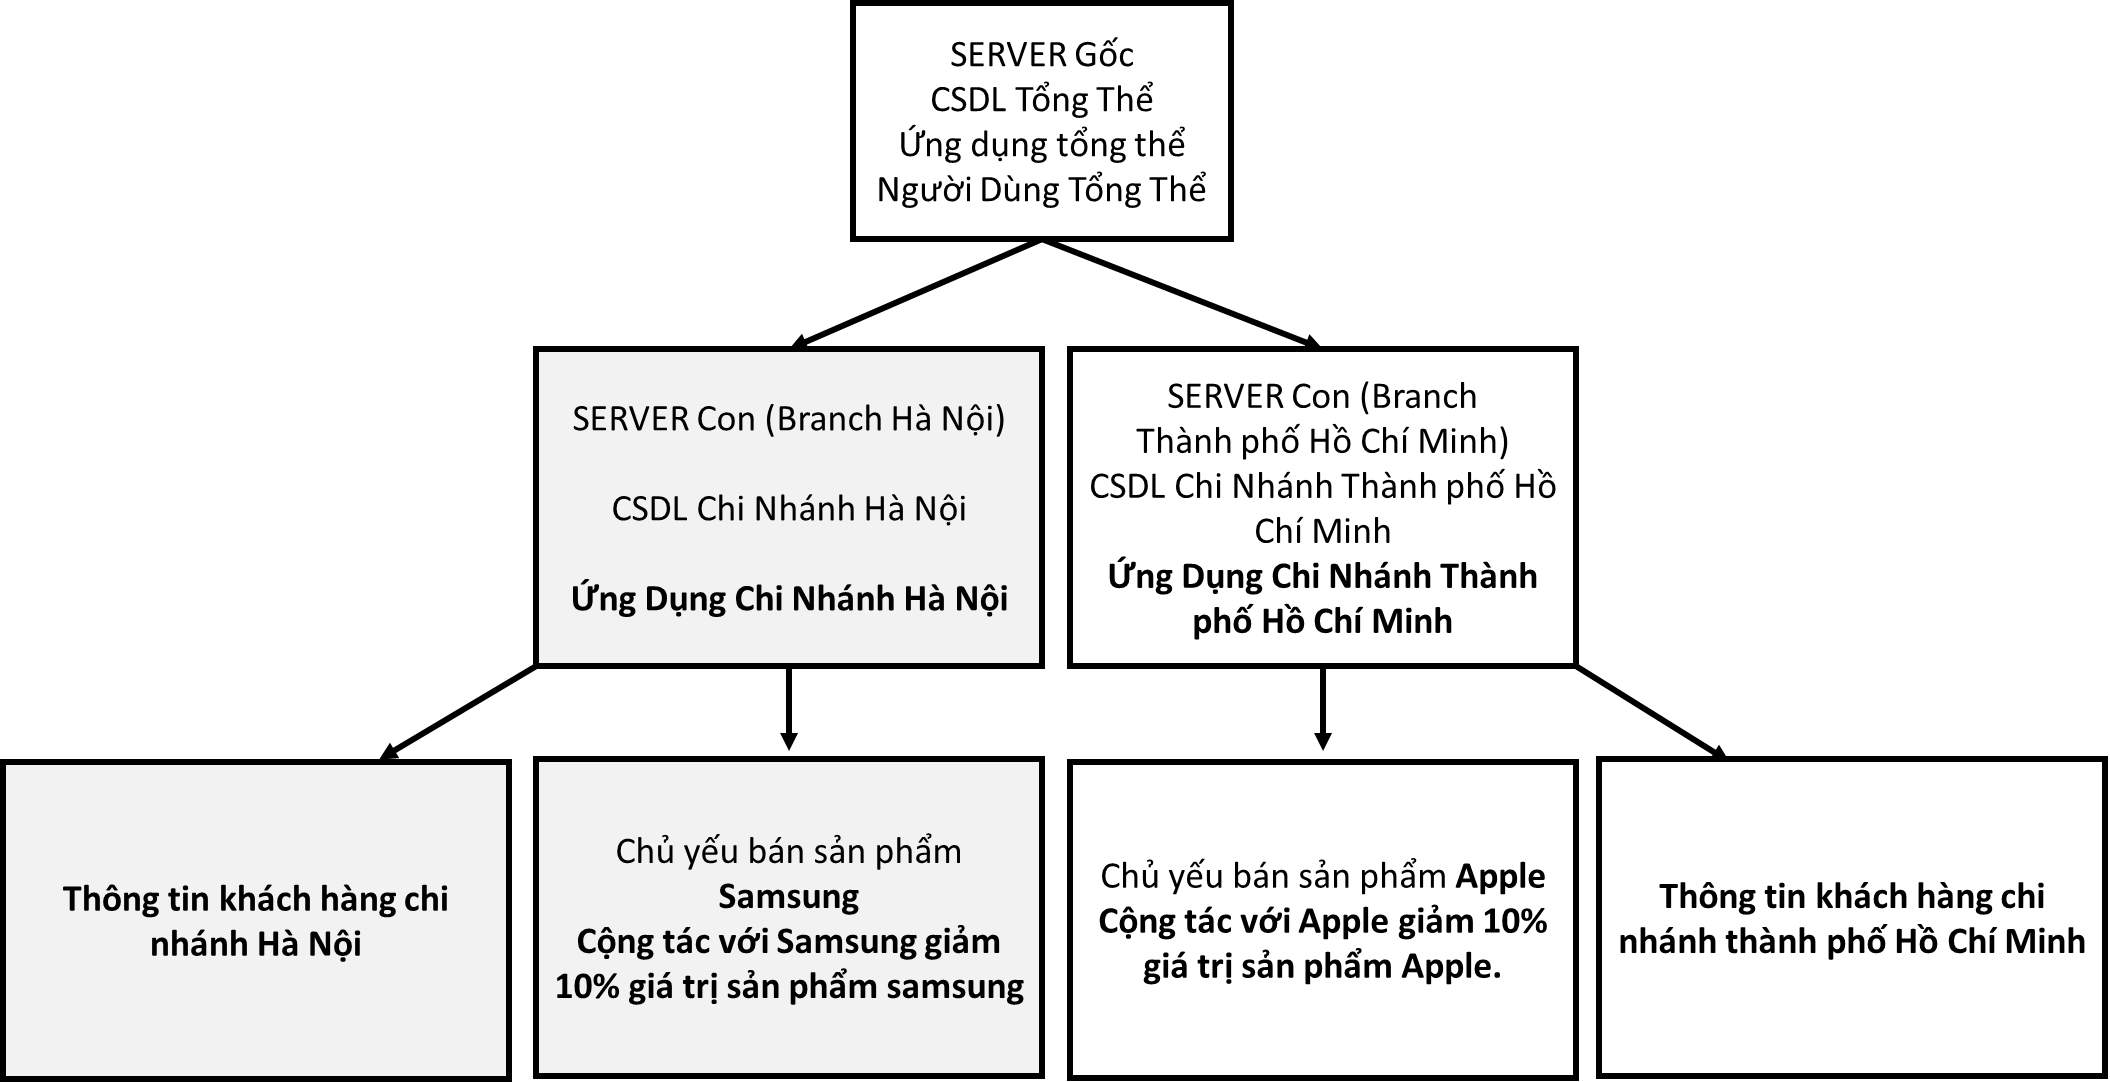 SERVER Gốc
CSDL Tổng Thể
Ứng dụng tổng thể
Người Dùng Tổng Thể
SERVER Con (Branch Hà Nội)
CSDL Chi Nhánh Hà Nội
Ứng Dụng Chi Nhánh Hà Nội
SERVER Con (Branch
Thành phố Hồ Chí Minh)
CSDL Chi Nhánh Thành phố Hồ
Chí Minh
Ứng Dụng Chi Nhánh Thành
phố Hồ Chí Minh
Thông tin khách hàng chi
nhánh Hà Nội
Chủ yếu bán sản phẩm
Samsung
Cộng tác với Samsung giảm
10% giá trị sản phẩm samsung
Chủ yếu bán sản phẩm Apple
Cộng tác với Apple giảm 10%
giá trị sản phẩm Apple.
Thông tin khách hàng chi
nhánh thành phố Hồ Chí Minh